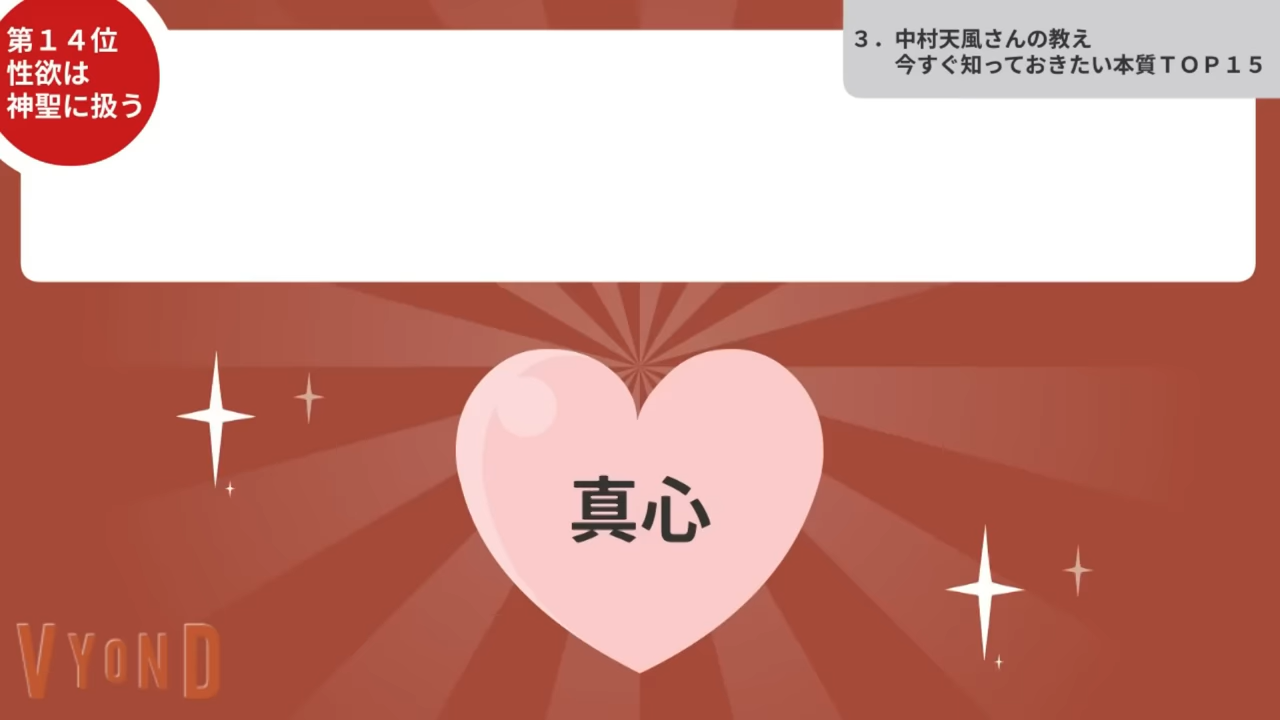 第１４位
性欲は
神聖に扱う
３．中村天風さんの教え
今すぐ知っておきたい本質ＴＯＰ１５
真心
VYOND